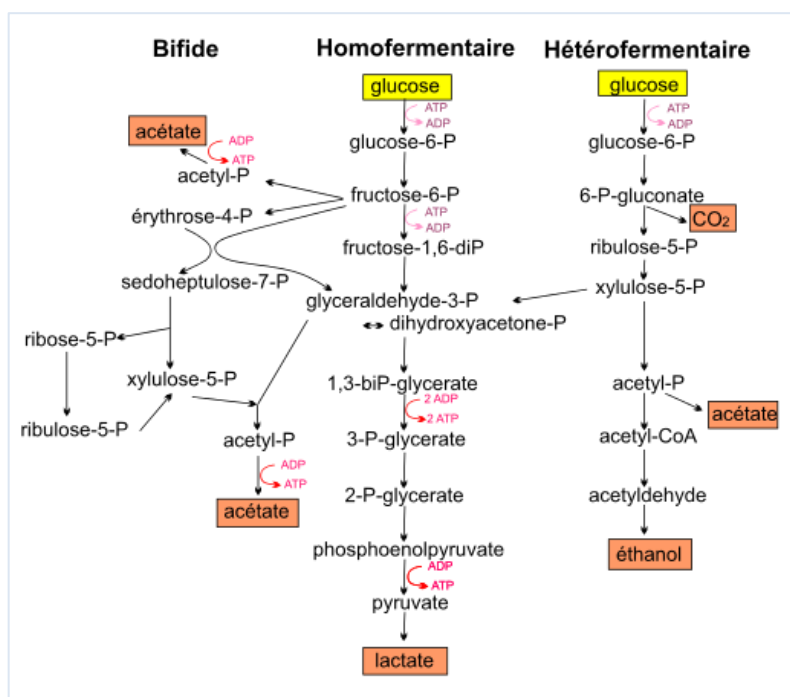 Bifide
Homofermentaire
Hétérofermentaire
glucose
glucose
ATP
ADP
ATP
ADP
acétate
ADP
ATP
glucose-6-P
glucose-6-P
acetyl-P
fructose-6-P
6-P-gluconate
érythrose-4-P
ATP
ADP
CO₂
fructose-1,6-diP
ribulose-5-P
sedoheptulose-7-P
glyceraldehyde-3-P
xylulose-5-P
dihydroxyacetone-P
ribose-5-P
xylulose-5-P
1,3-biP-glycerate
acetyl-P
2 ADP
2 ATP
acétate
ribulose-5-P
acetyl-P
3-P-glycerate
acetyl-CoA
ADP
ATP
2-P-glycerate
acetyldehyde
acétate
phosphoenolpyruvate
éthanol
ADP
ATP
pyruvate
lactate